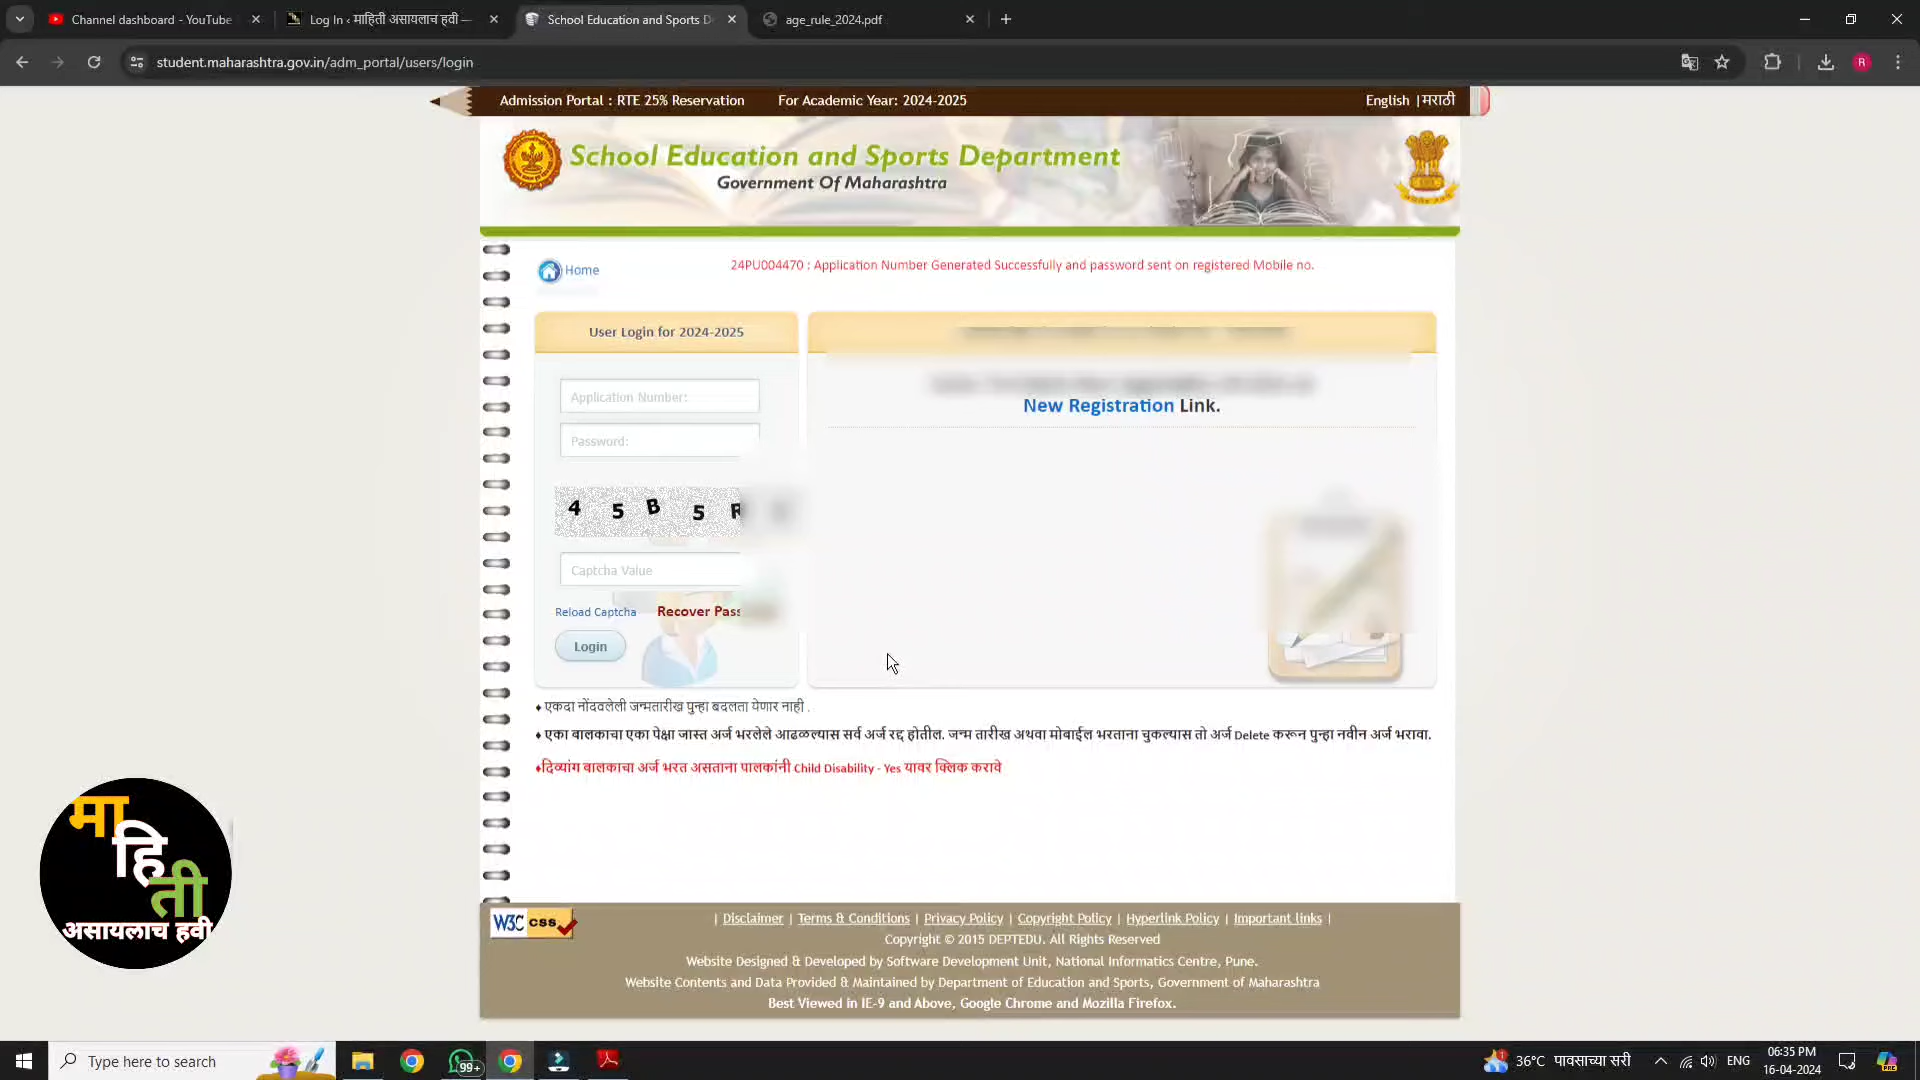 Channel dashboard - YouTube
Log In ‹ माहिती असायलाच हवी —
School Education and Sports D
age_rule_2024.pdf
student.maharashtra.gov.in/adm_portal/users/login
R
Admission Portal : RTE 25% Reservation For Academic Year: 2024-2025 English |मराठी
School Education and Sports Department
Government Of Maharashtra
Home
24PU004470 : Application Number Generated Successfully and password sent on registered Mobile no.
User Login for 2024-2025
Application Number:
New Registration Link.
Password:
4 5 B 5 R
Captcha Value
Reload Captcha Recover Pass
Login
♦ एकदा नोंदवलेली जन्मतारीख पुन्हा बदलता येणार नाही .
♦ एका बालकाचा एका पेक्षा जास्त अर्ज भरलेले आढळल्यास सर्व अर्ज रद्द होतील. जन्म तारीख अथवा मोबाईल भरताना चुकल्यास तो अर्ज Delete करून पुन्हा नवीन अर्ज भरावा.
♦दिव्यांग बालकाचा अर्ज भरत असताना पालकांनी Child Disability - Yes यावर क्लिक करावे
मा
हि
ती
असायलाच हवी
W3C css
| Disclaimer | Terms & Conditions | Privacy Policy | Copyright Policy | Hyperlink Policy | Important links |
Copyright © 2015 DEPTEDU. All Rights Reserved
Website Designed & Developed by Software Development Unit, National Informatics Centre, Pune.
Website Contents and Data Provided & Maintained by Department of Education and Sports, Government of Maharashtra
Best Viewed in IE-9 and Above, Google Chrome and Mozilla Firefox.
Type here to search
99+
36°C पावसाच्या सरी
ENG
06:35 PM
16-04-2024